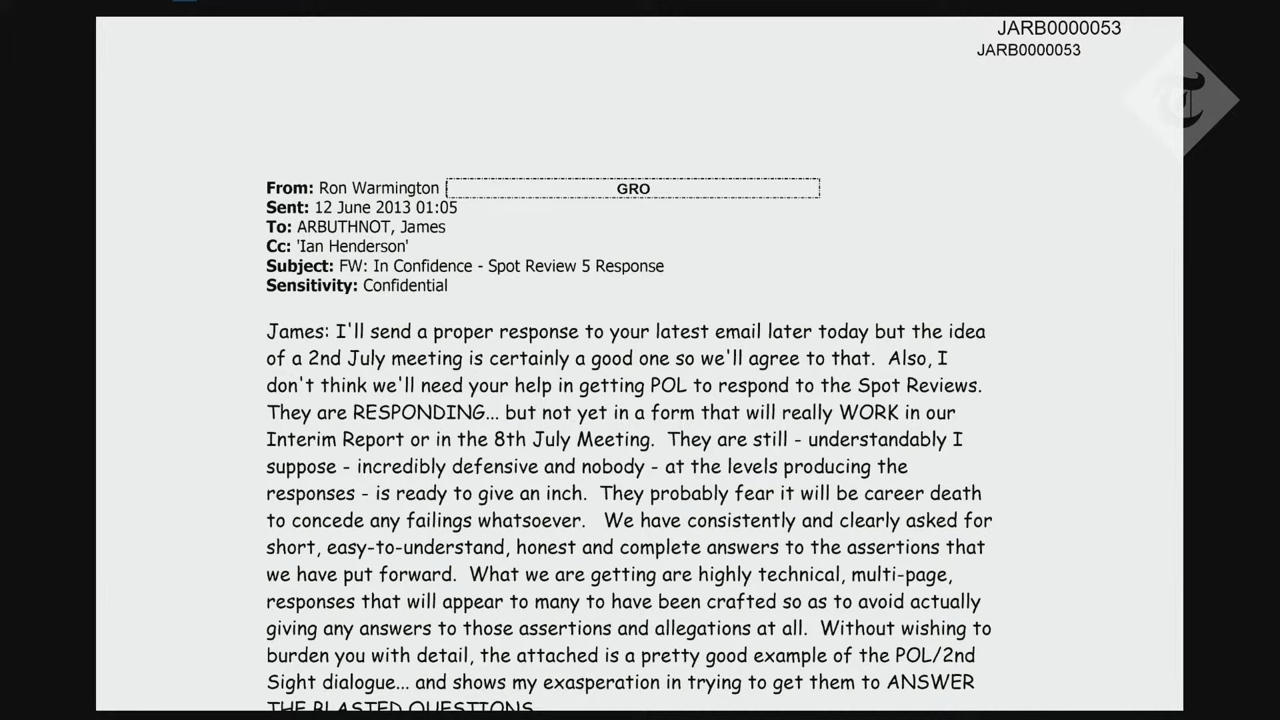 JARB0000053
JARB0000053
From: Ron Warmington GRO
Sent: 12 June 2013 01:05
To: ARBUTHNOT, James
Cc: 'Ian Henderson'
Subject: FW: In Confidence - Spot Review 5 Response
Sensitivity: Confidential
James: I'll send a proper response to your latest email later today but the idea
of a 2nd July meeting is certainly a good one so we'll agree to that.  Also, I
don't think we'll need your help in getting POL to respond to the Spot Reviews.
They are RESPONDING... but not yet in a form that will really WORK in our
Interim Report or in the 8th July Meeting.  They are still - understandably I
suppose - incredibly defensive and nobody - at the levels producing the
responses - is ready to give an inch.  They probably fear it will be career death
to concede any failings whatsoever.   We have consistently and clearly asked for
short, easy-to-understand, honest and complete answers to the assertions that
we have put forward.  What we are getting are highly technical, multi-page,
responses that will appear to many to have been crafted so as to avoid actually
giving any answers to those assertions and allegations at all.  Without wishing to
burden you with detail, the attached is a pretty good example of the POL/2nd
Sight dialogue... and shows my exasperation in trying to get them to ANSWER
THE BLASTED QUESTIONS